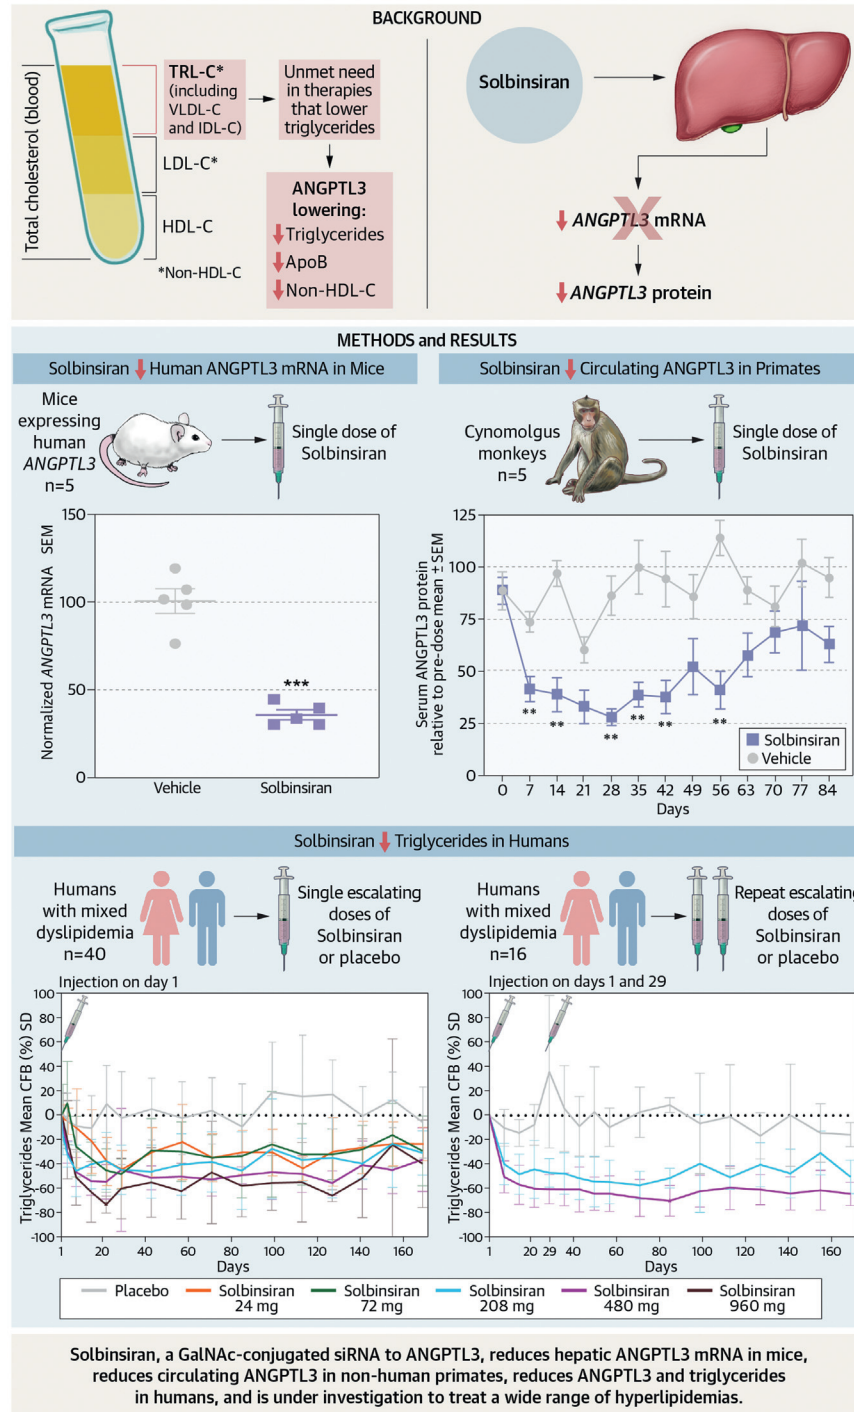 BACKGROUND
Total cholesterol (blood)
TRL-C*
(including
VLDL-C
and IDL-C)
LDL-C*
HDL-C
*Non-HDL-C
Unmet need
in therapies
that lower
triglycerides
ANGPTL3
lowering:
Triglycerides
ApoB
Non-HDL-C
Solbinsiran
ANGPTL3 mRNA
ANGPTL3 protein
METHODS and RESULTS
Solbinsiran Human ANGPTL3 mRNA in Mice
Mice
expressing
human
ANGPTL3
n=5
Single dose of
Solbinsiran
Normalized ANGPTL3 mRNA SEM
150
100
50
0
***
Vehicle Solbinsiran
Solbinsiran Circulating ANGPTL3 in Primates
Cynomolgus
monkeys
n=5
Single dose of
Solbinsiran
Serum ANGPTL3 protein
relative to pre-dose mean ± SEM
125
100
75
50
25
0
** ** ** ** ** **
Solbinsiran
Vehicle
0 7 14 21 28 35 42 49 56 63 70 77 84
Days
Solbinsiran Triglycerides in Humans
Humans
with mixed
dyslipidemia
n=40
Single escalating
doses of
Solbinsiran
or placebo
Injection on day 1
Triglycerides Mean CFB (%) SD
100
80
60
40
20
0
-20
-40
-60
-80
-100
1 20 40 60 80 100 120 140 160
Days
Humans
with mixed
dyslipidemia
n=16
Repeat escalating
doses of
Solbinsiran
or placebo
Injection on days 1 and 29
Triglycerides Mean CFB (%) SD
100
80
60
40
20
0
-20
-40
-60
-80
-100
1 20 29 40 60 80 100 120 140 160
Days
Placebo
Solbinsiran
24 mg
Solbinsiran
72 mg
Solbinsiran
208 mg
Solbinsiran
480 mg
Solbinsiran
960 mg
Solbinsiran, a GalNAc-conjugated siRNA to ANGPTL3, reduces hepatic ANGPTL3 mRNA in mice,
reduces circulating ANGPTL3 in non-human primates, reduces ANGPTL3 and triglycerides
in humans, and is under investigation to treat a wide range of hyperlipidemias.